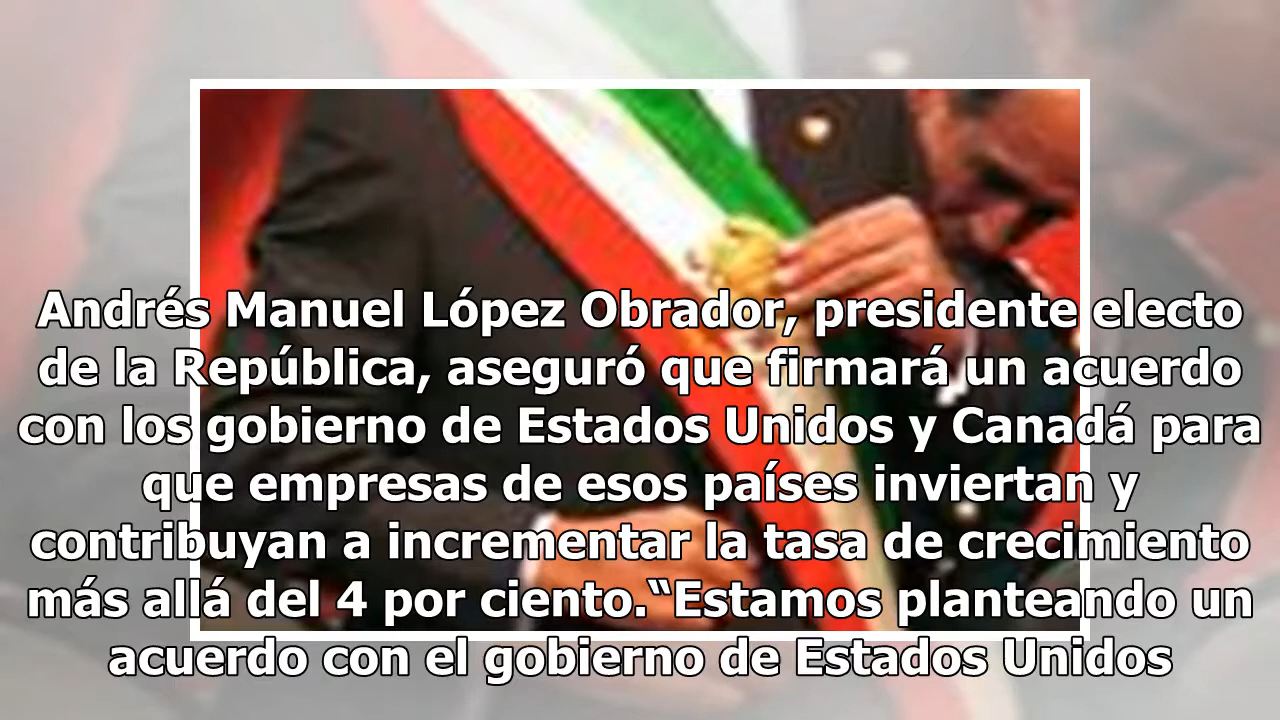 Andrés Manuel López Obrador, presidente electo
de la República, aseguró que firmará un acuerdo
con los gobierno de Estados Unidos y Canadá para
que empresas de esos países inviertan y
contribuyan a incrementar la tasa de crecimiento
más allá del 4 por ciento.“Estamos planteando un
acuerdo con el gobierno de Estados Unidos